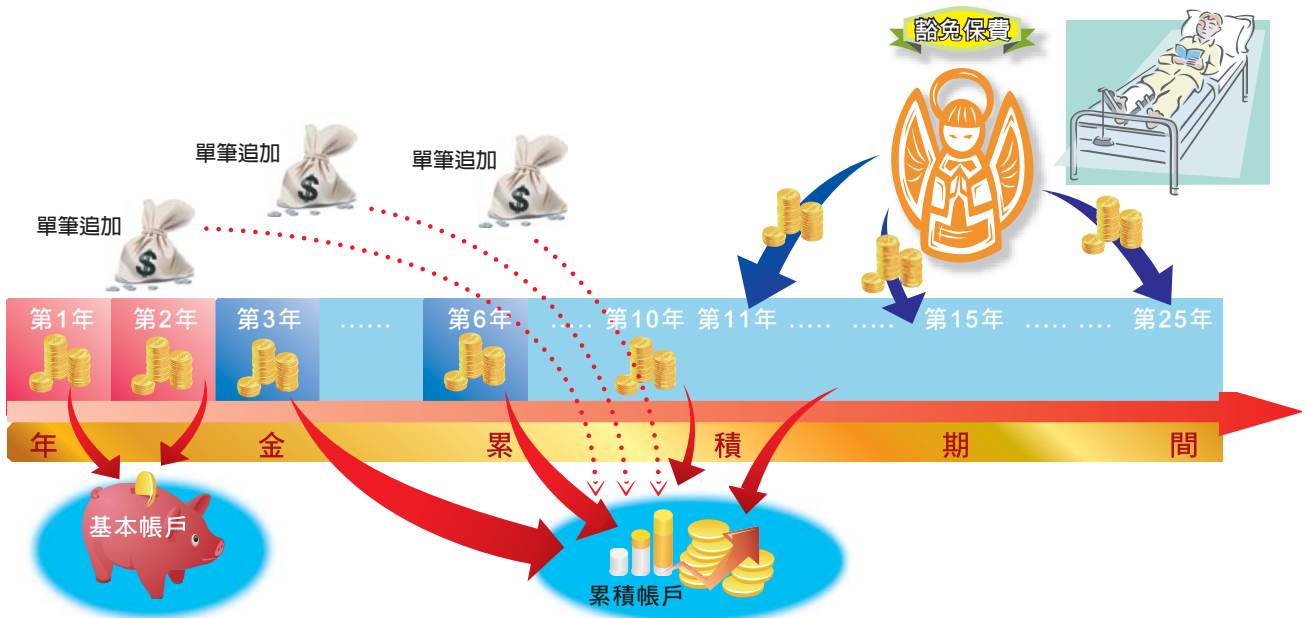 豁免保費
單筆追加
單筆追加
單筆追加
$
$
$
第1年 第2年 第3年 ...... 第6年 ..... 第10年 第11年 ..... ..... 第15年 ..... .... 第25年
年金累積期間
基本帳戶
累積帳戶